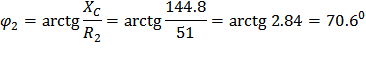 φ₂ = arctg X_C/R₂ = arctg 144.8/51 = arctg 2.84 = 70.6⁰